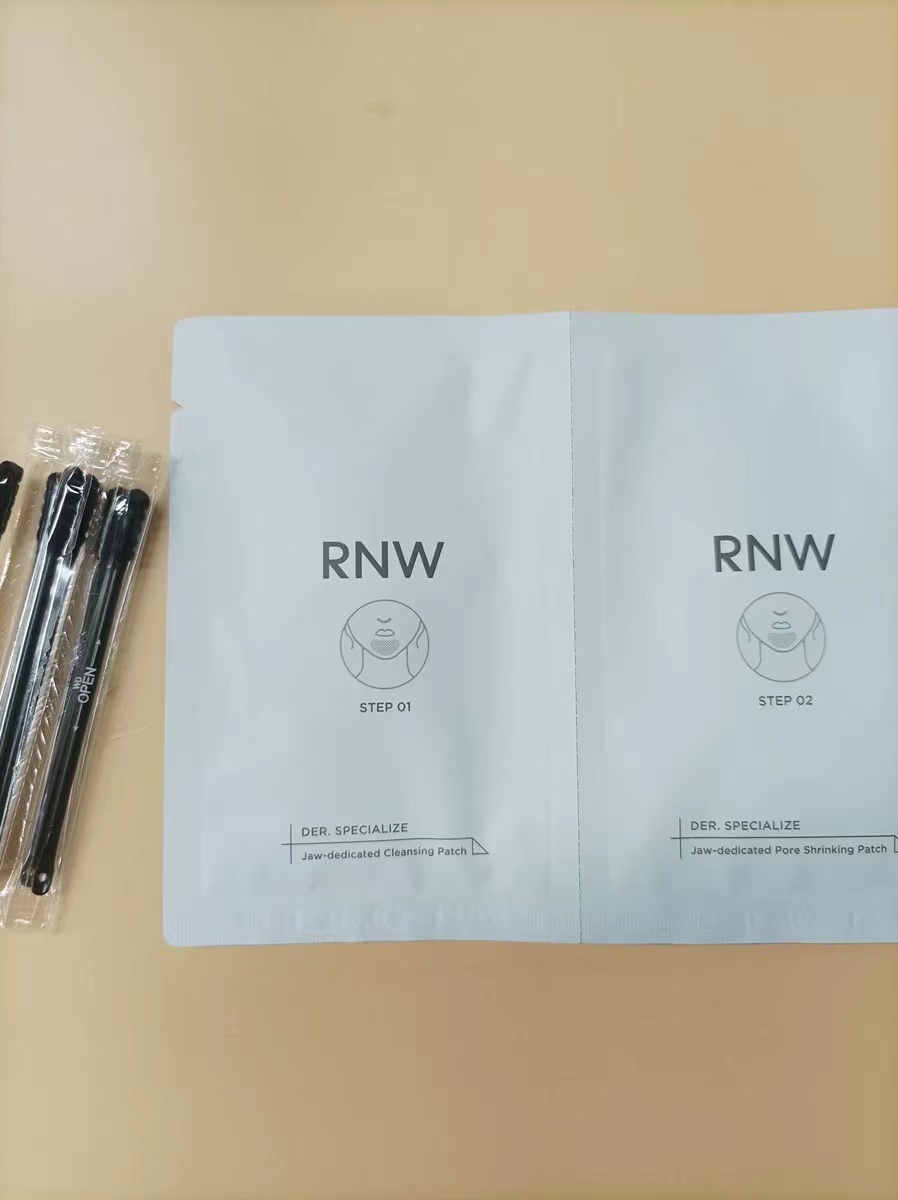 RNW
STEP 01
DER. SPECIALIZE
Jaw-dedicated Cleansing Patch
RNW
STEP 02
DER. SPECIALIZE
Jaw-dedicated Pore Shrinking Patch
OPEN